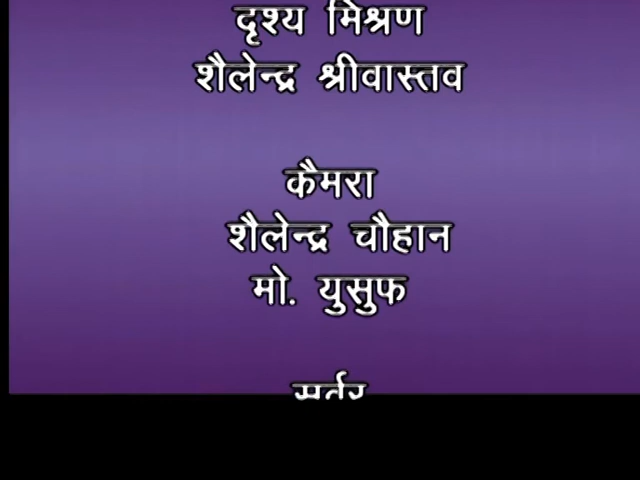 दृश्य मिश्रण
शैलेन्द्र श्रीवास्तव
कैमरा
शैलेन्द्र चौहान
मो. युसुफ